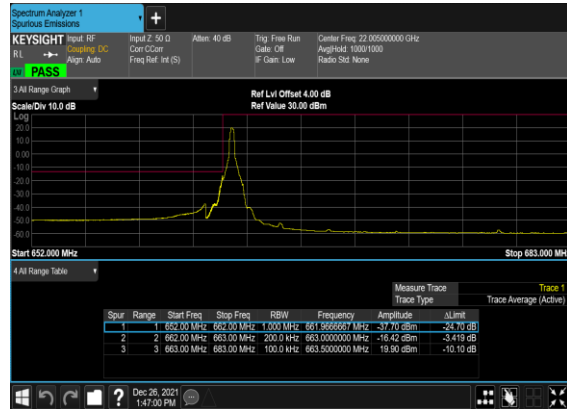 Spectrum Analyzer 1
Spurious Emissions
+
KEYSIGHT Input: RF Input Z: 50 Ω Atten: 40 dB Trig: Free Run Center Freq: 22.005000000 GHz
RL Coupling: DC Corr CCorr Gate: Off Avg|Hold: 1000/1000
Align: Auto Freq Ref: Int (S) IF Gain: Low Radio Std: None
PASS
3 All Range Graph
Ref Lvl Offset 4.00 dB
Scale/Div 10.0 dB Ref Value 30.00 dBm
Log
20.0
10.0
0.00
-10.0
-20.0
-30.0
-40.0
-50.0
-60.0
Start 652.000 MHz Stop 683.000 MH
4 All Range Table
Measure Trace Trace 1
Trace Type Trace Average (Active)
Spur Range Start Freq Stop Freq RBW Frequency Amplitude ΔLimit
1 1 652.00 MHz 662.00 MHz 1.000 MHz 661.9666667 MHz -37.70 dBm -24.70 dB
2 2 662.00 MHz 663.00 MHz 200.0 kHz 663.0000000 MHz -16.42 dBm -3.419 dB
3 3 663.00 MHz 683.00 MHz 100.0 kHz 663.5000000 MHz 19.90 dBm -10.10 dB
? Dec 26, 2021
1:47:00 PM